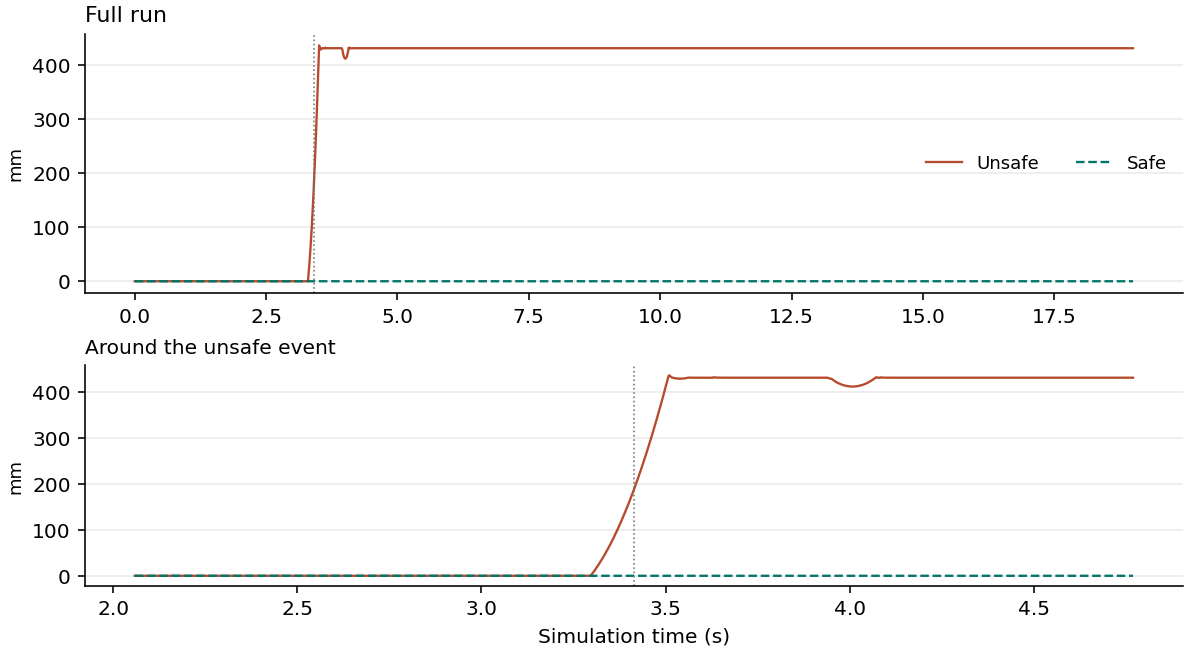 Full run
mm
400
300
200
100
0
Unsafe
Safe
0.0 2.5 5.0 7.5 10.0 12.5 15.0 17.5
Around the unsafe event
mm
400
300
200
100
0
2.0 2.5 3.0 3.5 4.0 4.5
Simulation time (s)